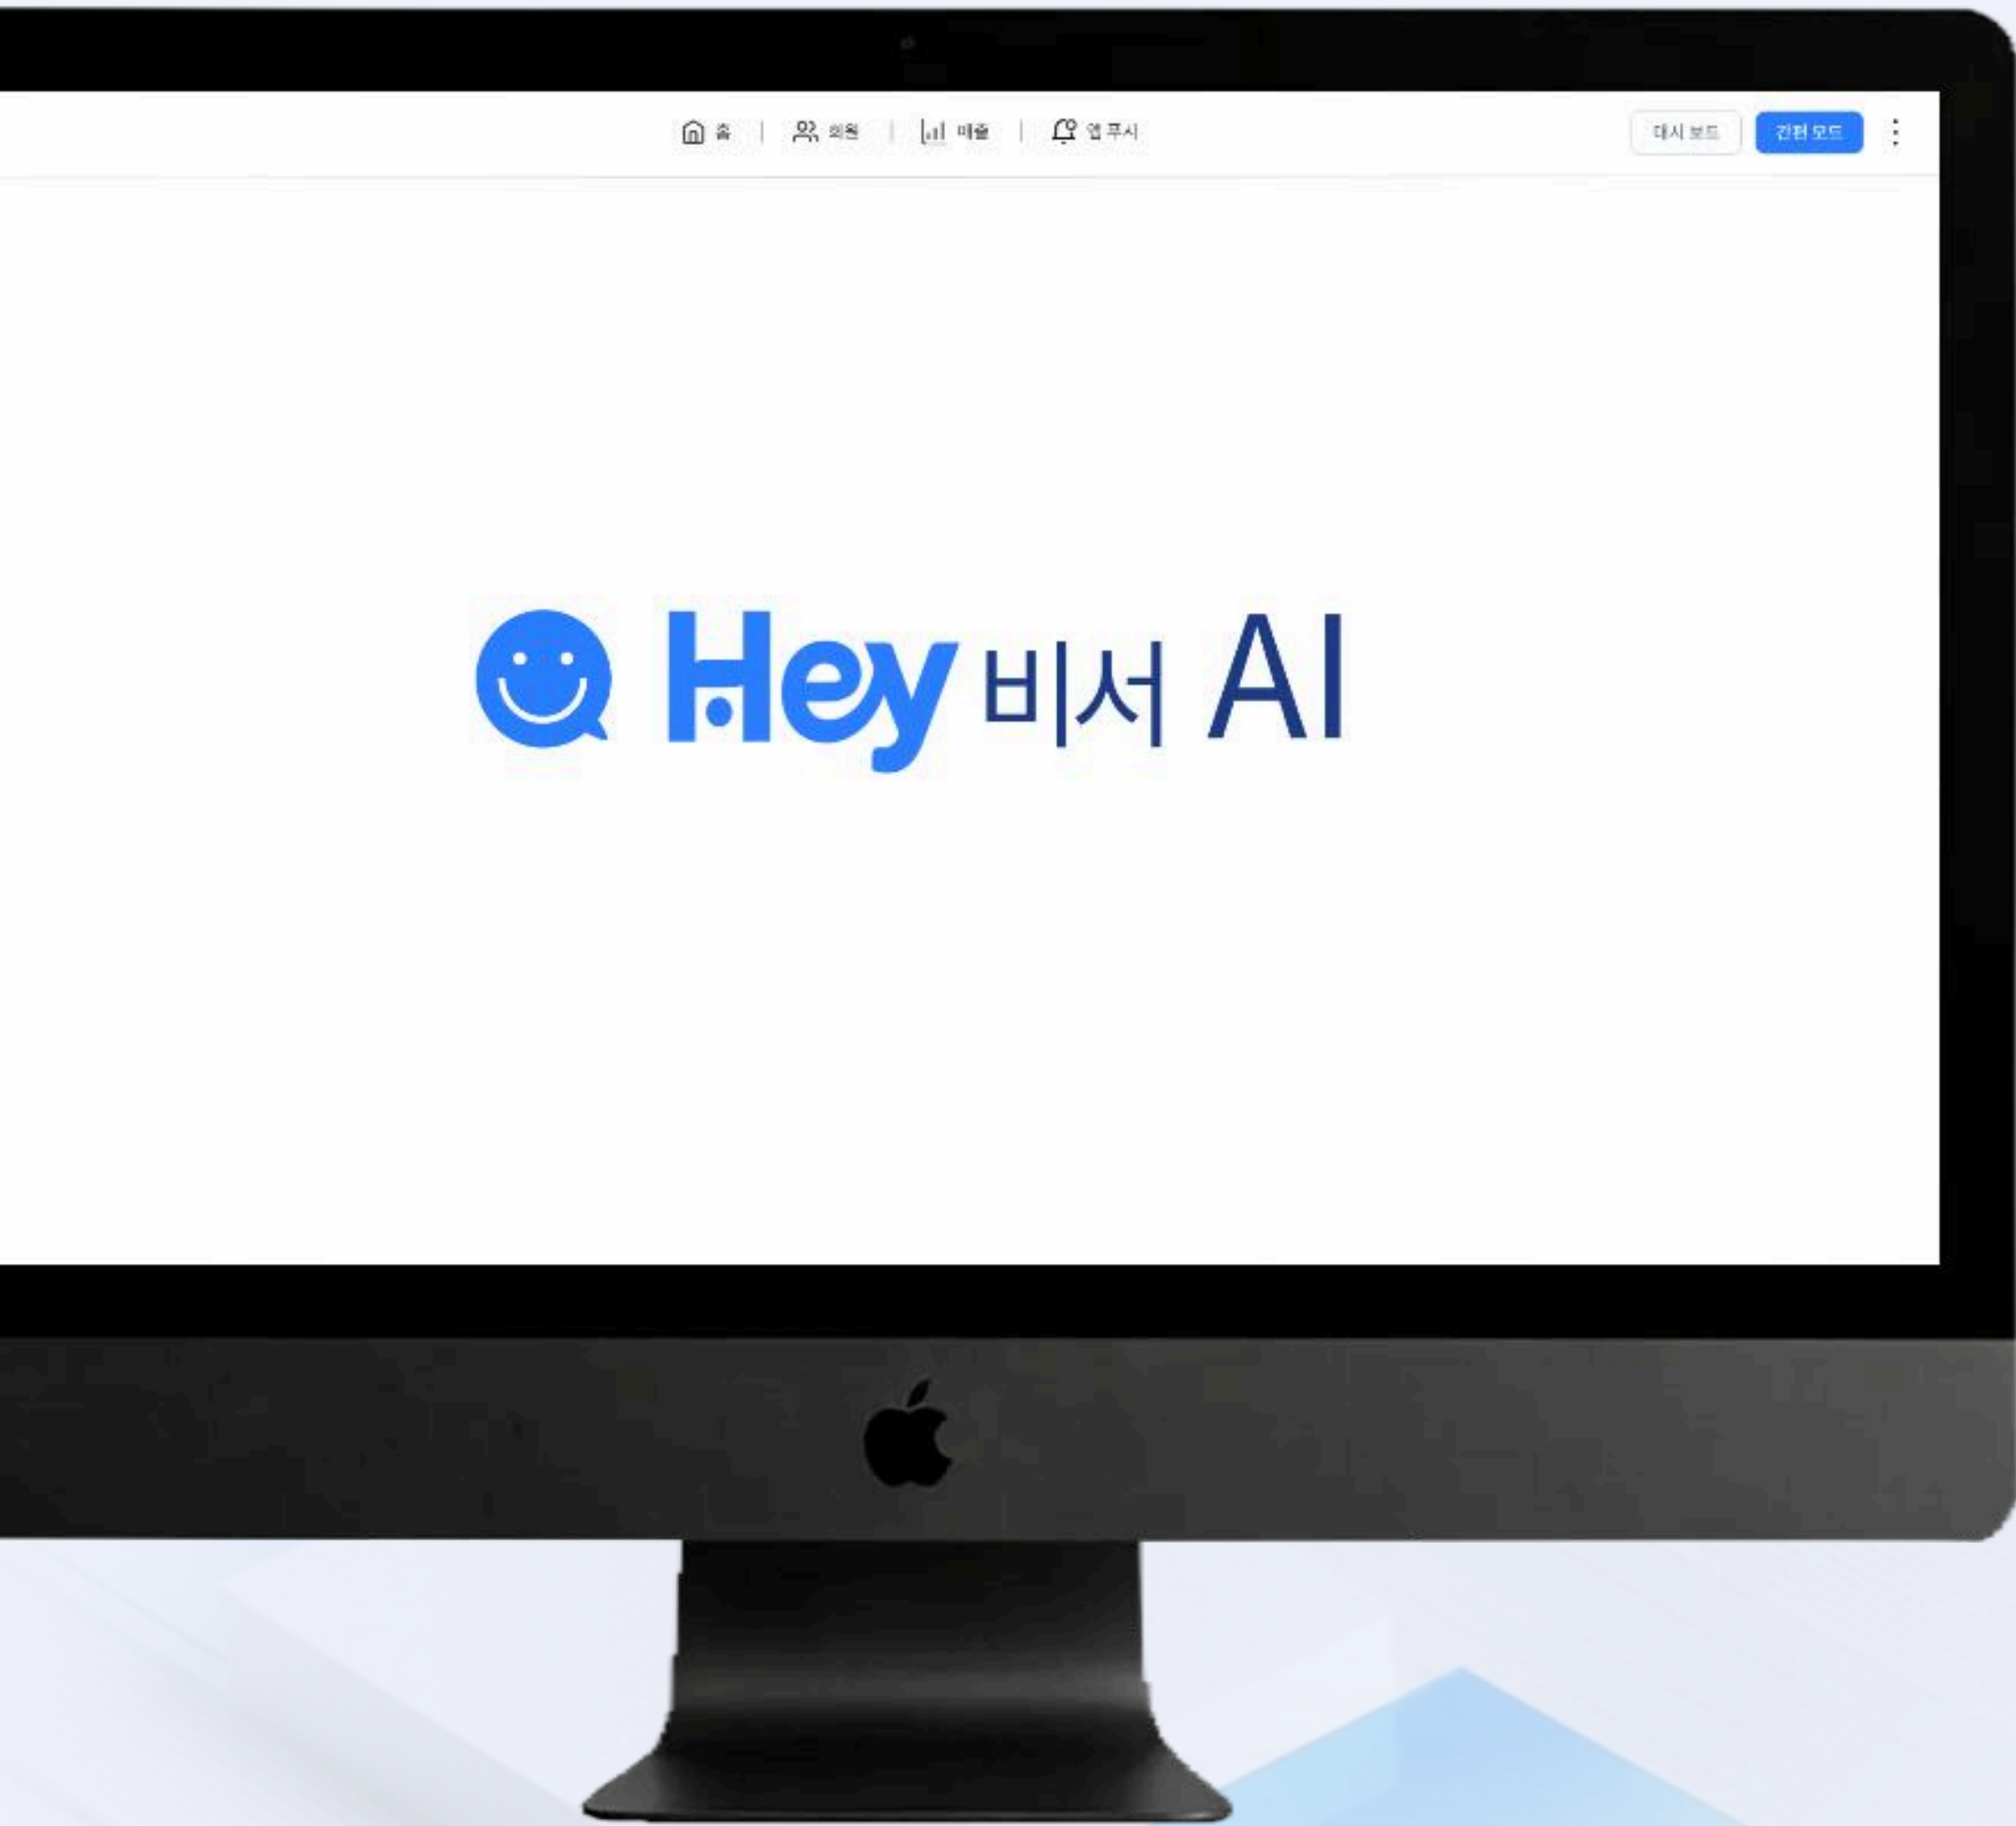 홈 | 회원 | 매출 | 앱 푸시
대시 보드 간편 모드
Hey 비서 AI